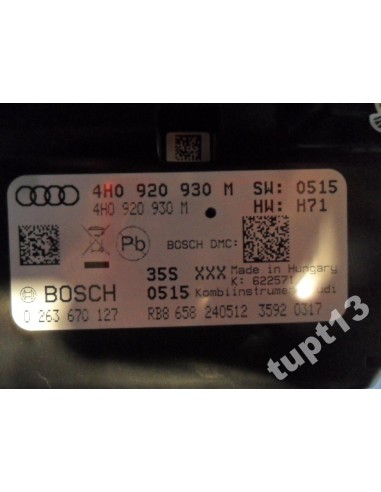 4H0 920 930 M SW: 0515
4H0 920 930 M HW: H71
Pb BOSCH DMC:
35S XXX Made in Hungary
K: 622571
BOSCH 0515 Kombiinstrument
0 263 670 127 RB8 658 240512 3592 0317
tupt13